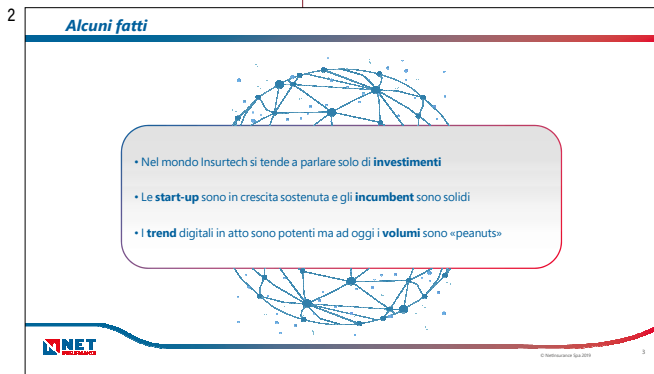 2
Alcuni fatti
• Nel mondo Insurtech si tende a parlare solo di investimenti
• Le start-up sono in crescita sostenuta e gli incumbent sono solidi
• I trend digitali in atto sono potenti ma ad oggi i volumi sono «peanuts»
NET
INSURANCE
© NetInsurance Spa 2019
3